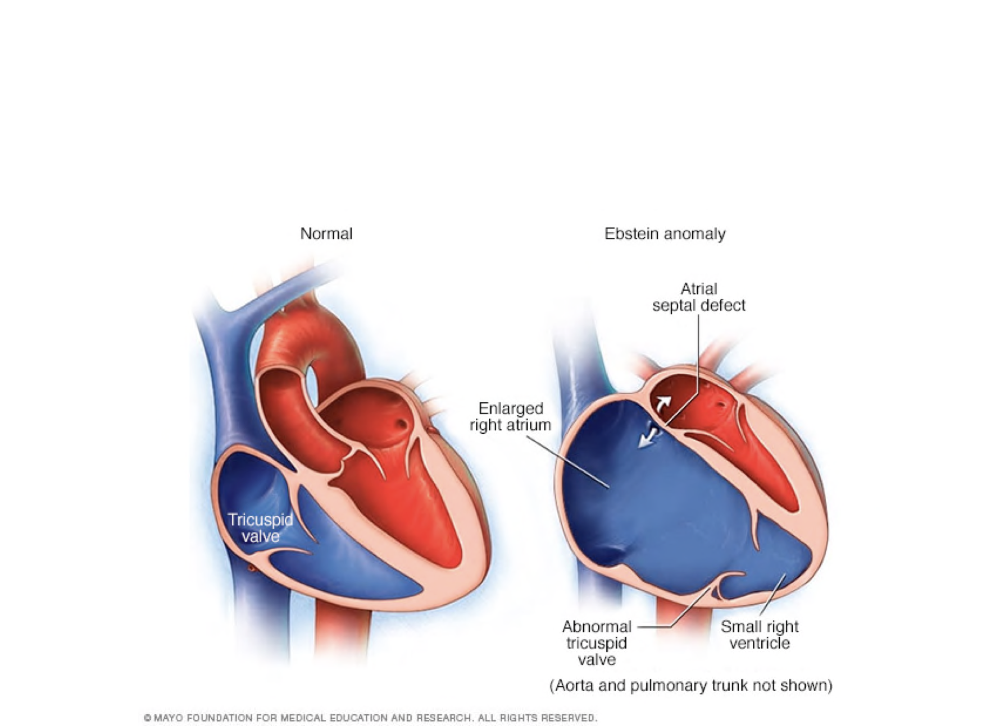 Normal
Ebstein anomaly
Atrial
septal defect
Enlarged
right atrium
Tricuspid
valve
Abnormal
tricuspid
valve
Small right
ventricle
(Aorta and pulmonary trunk not shown)
© MAYO FOUNDATION FOR MEDICAL EDUCATION AND RESEARCH. ALL RIGHTS RESERVED.